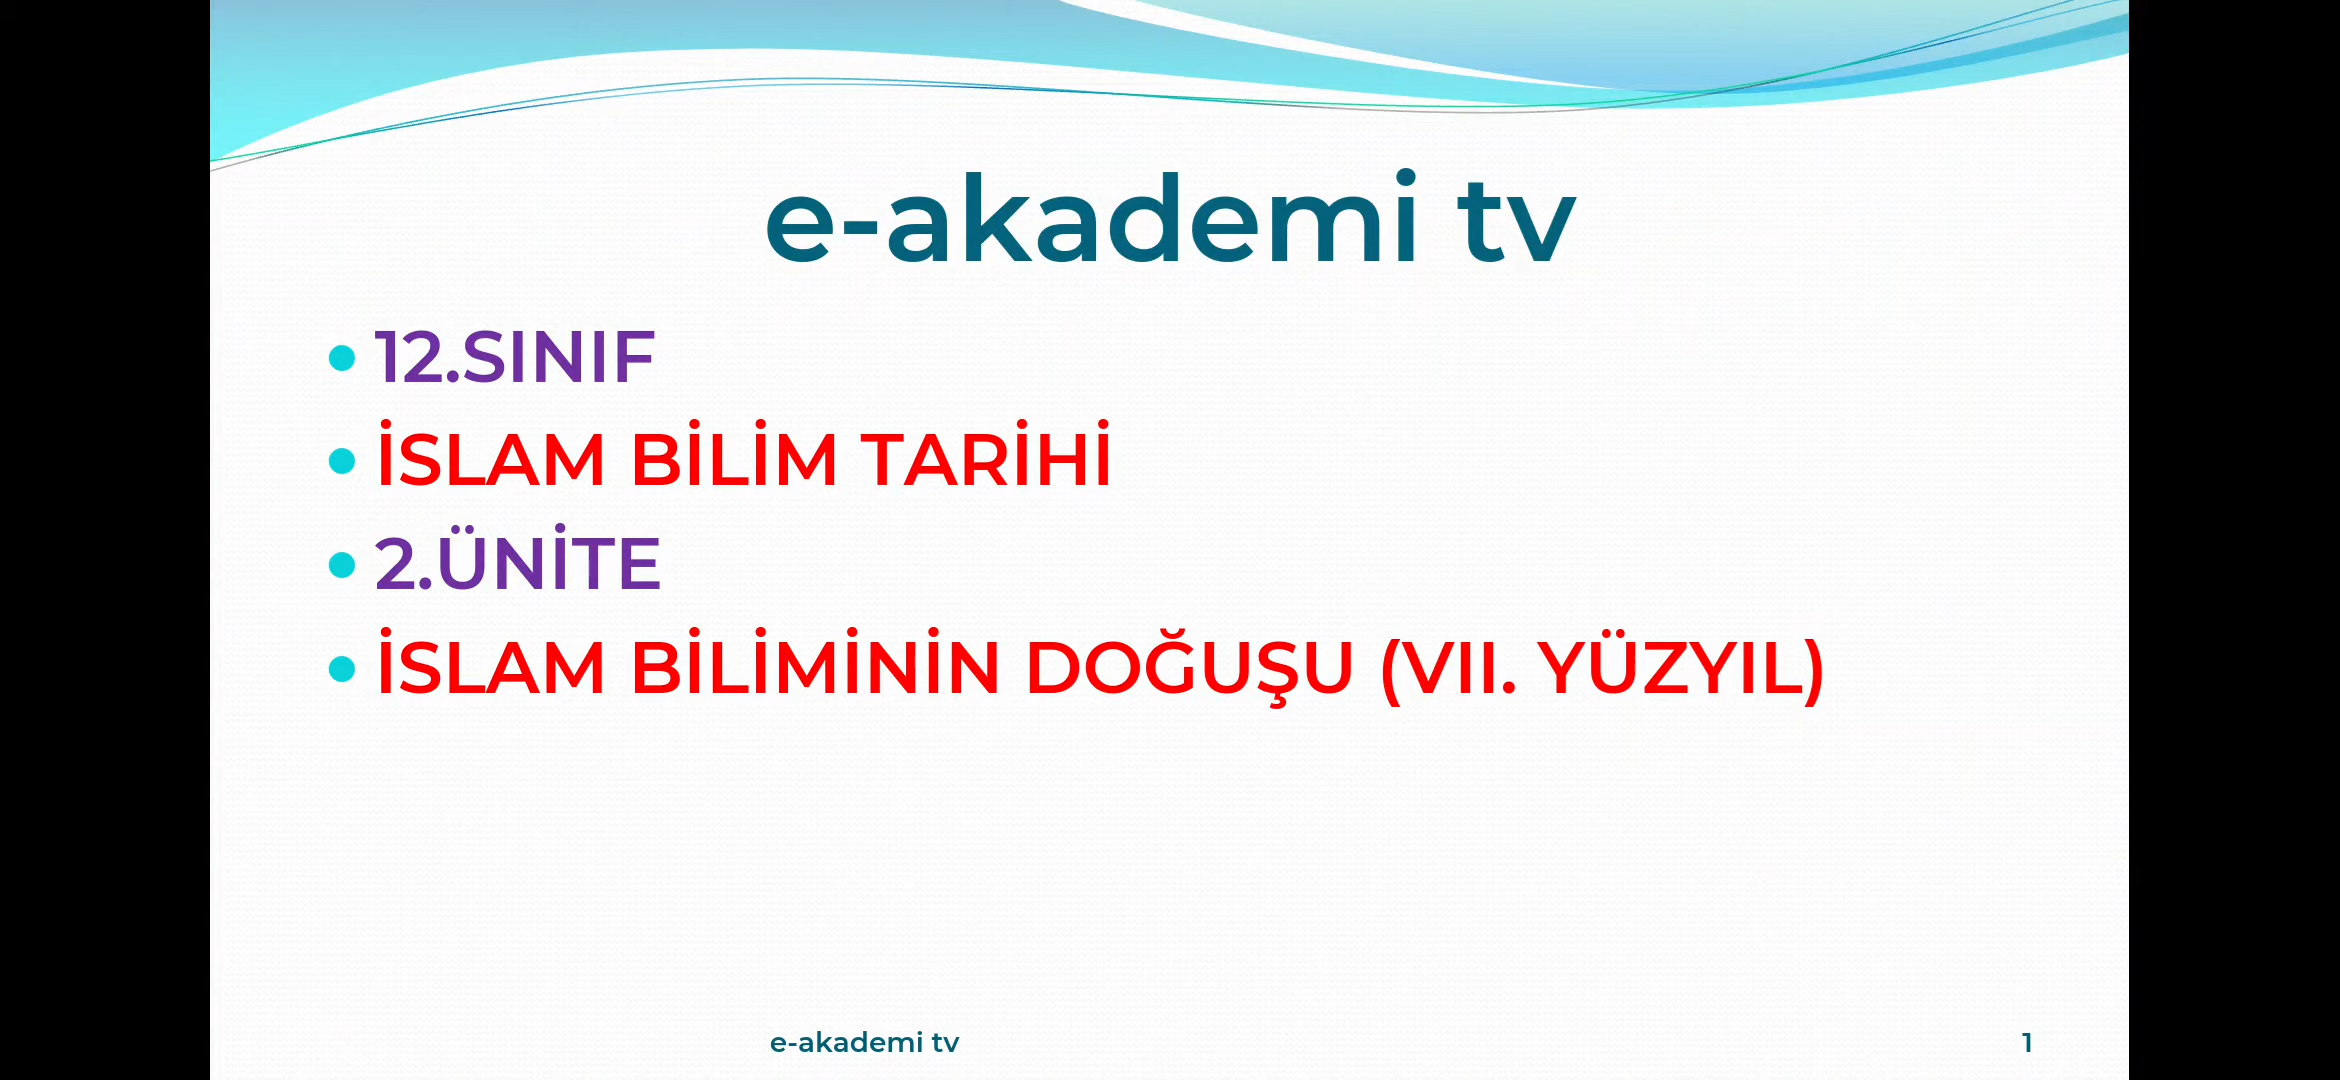 e-akademi tv
12.SINIF
İSLAM BİLİM TARİHİ
2.ÜNİTE
İSLAM BİLİMİNİN DOĞUŞU (VII. YÜZYIL)
e-akademi tv
1